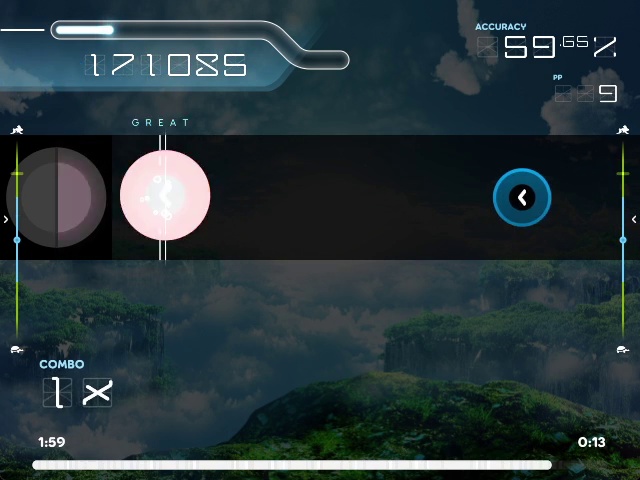 171085
ACCURACY
59.65%
PP
9
GREAT
COMBO
1x
1:59
0:13